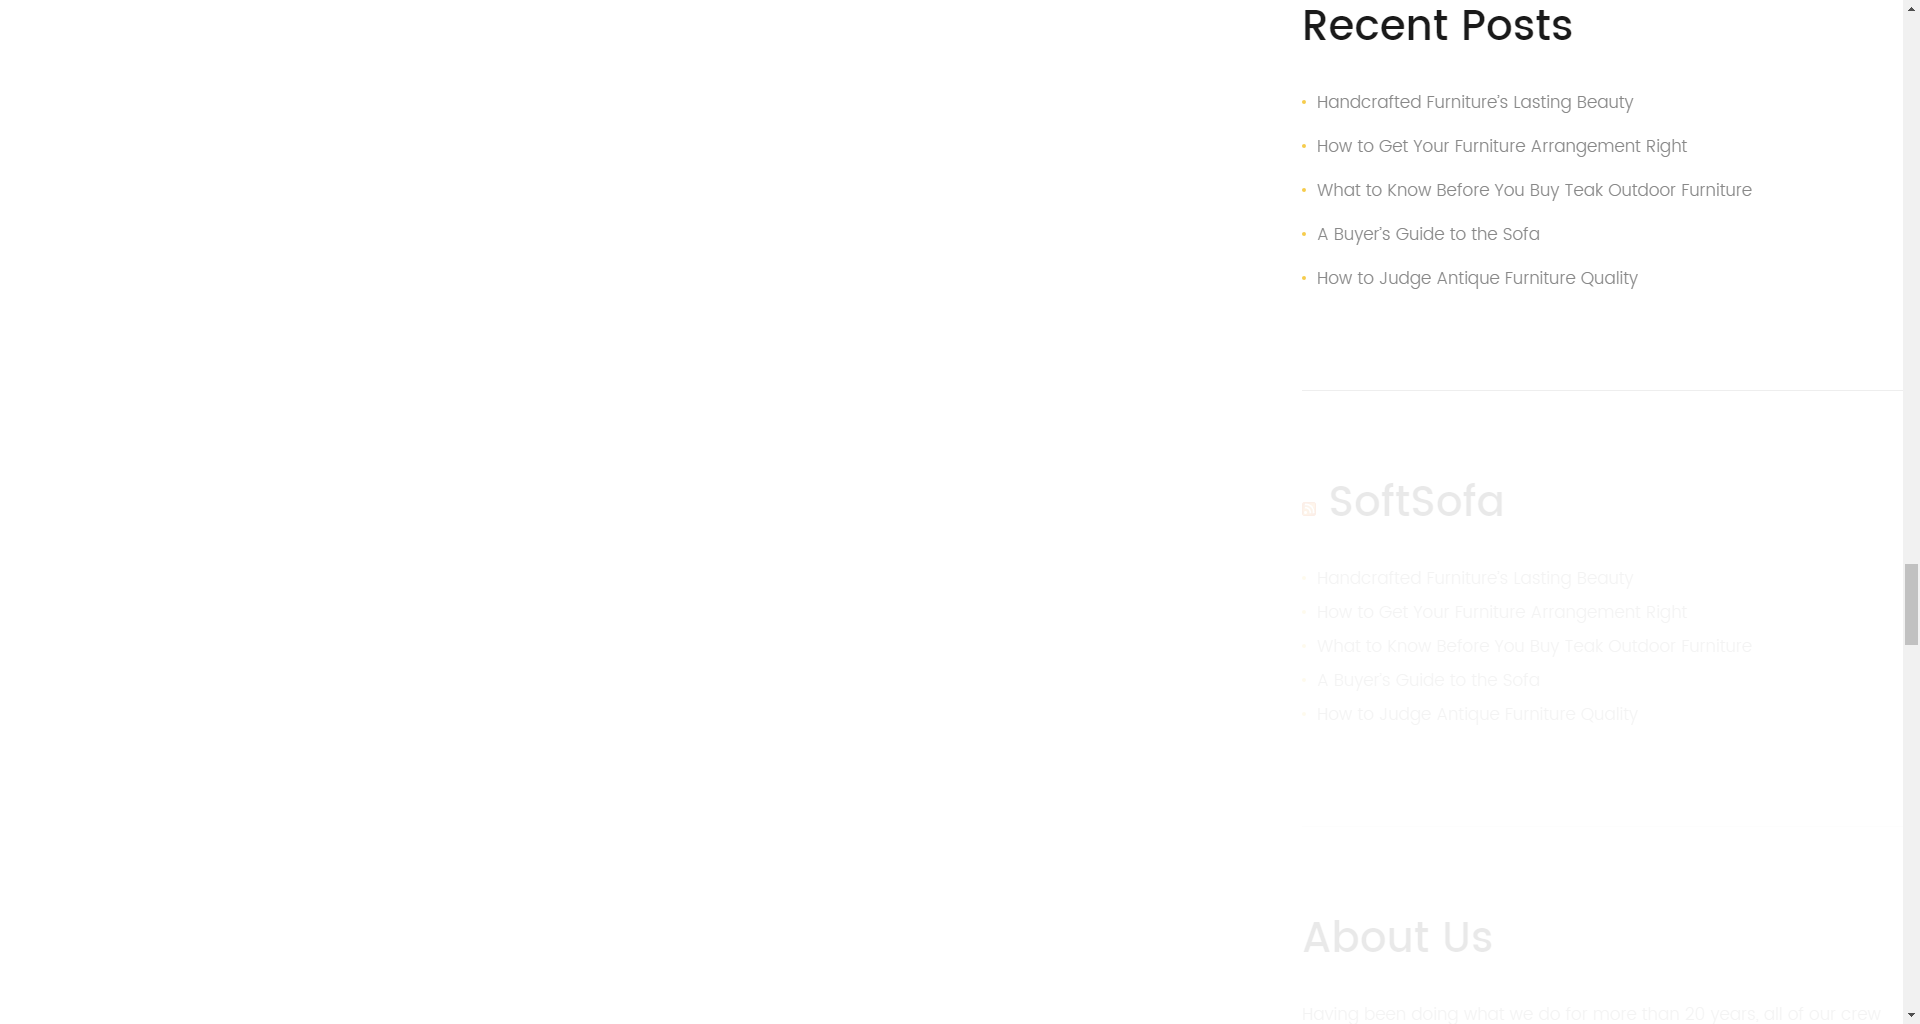 Recent Posts
Handcrafted Furniture’s Lasting Beauty
How to Get Your Furniture Arrangement Right
What to Know Before You Buy Teak Outdoor Furniture
A Buyer’s Guide to the Sofa
How to Judge Antique Furniture Quality
SoftSofa
Handcrafted Furniture’s Lasting Beauty
How to Get Your Furniture Arrangement Right
What to Know Before You Buy Teak Outdoor Furniture
A Buyer’s Guide to the Sofa
How to Judge Antique Furniture Quality
About Us
Having been doing what we do for more than 20 years, all of our crew